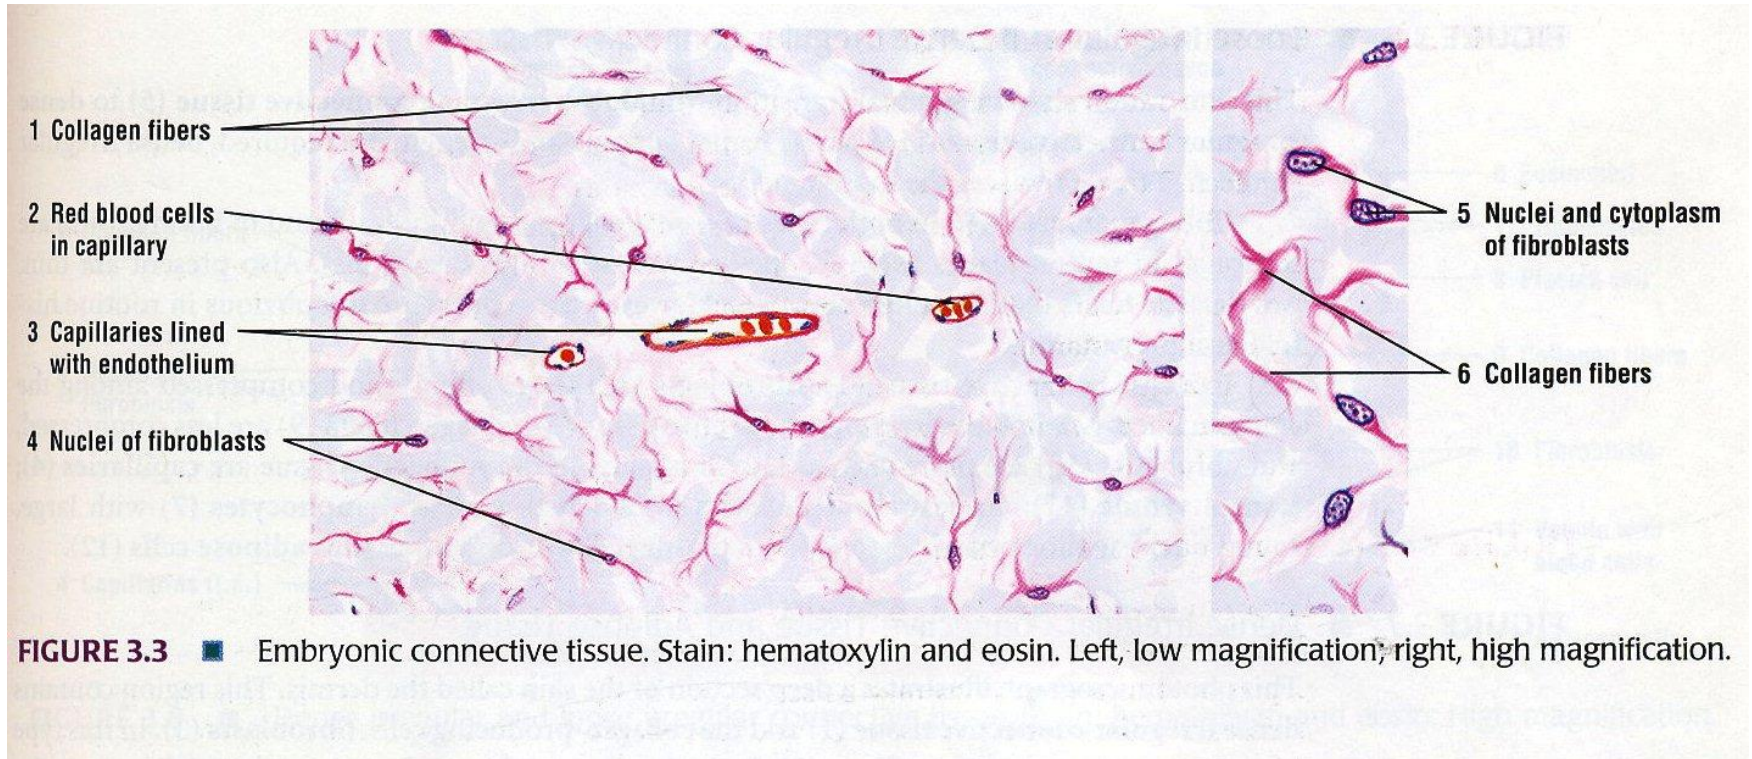 1 Collagen fibers
2 Red blood cells
in capillary
3 Capillaries lined
with endothelium
4 Nuclei of fibroblasts
5 Nuclei and cytoplasm
of fibroblasts
6 Collagen fibers
FIGURE 3.3 ■ Embryonic connective tissue. Stain: hematoxylin and eosin. Left, low magnification; right, high magnification.